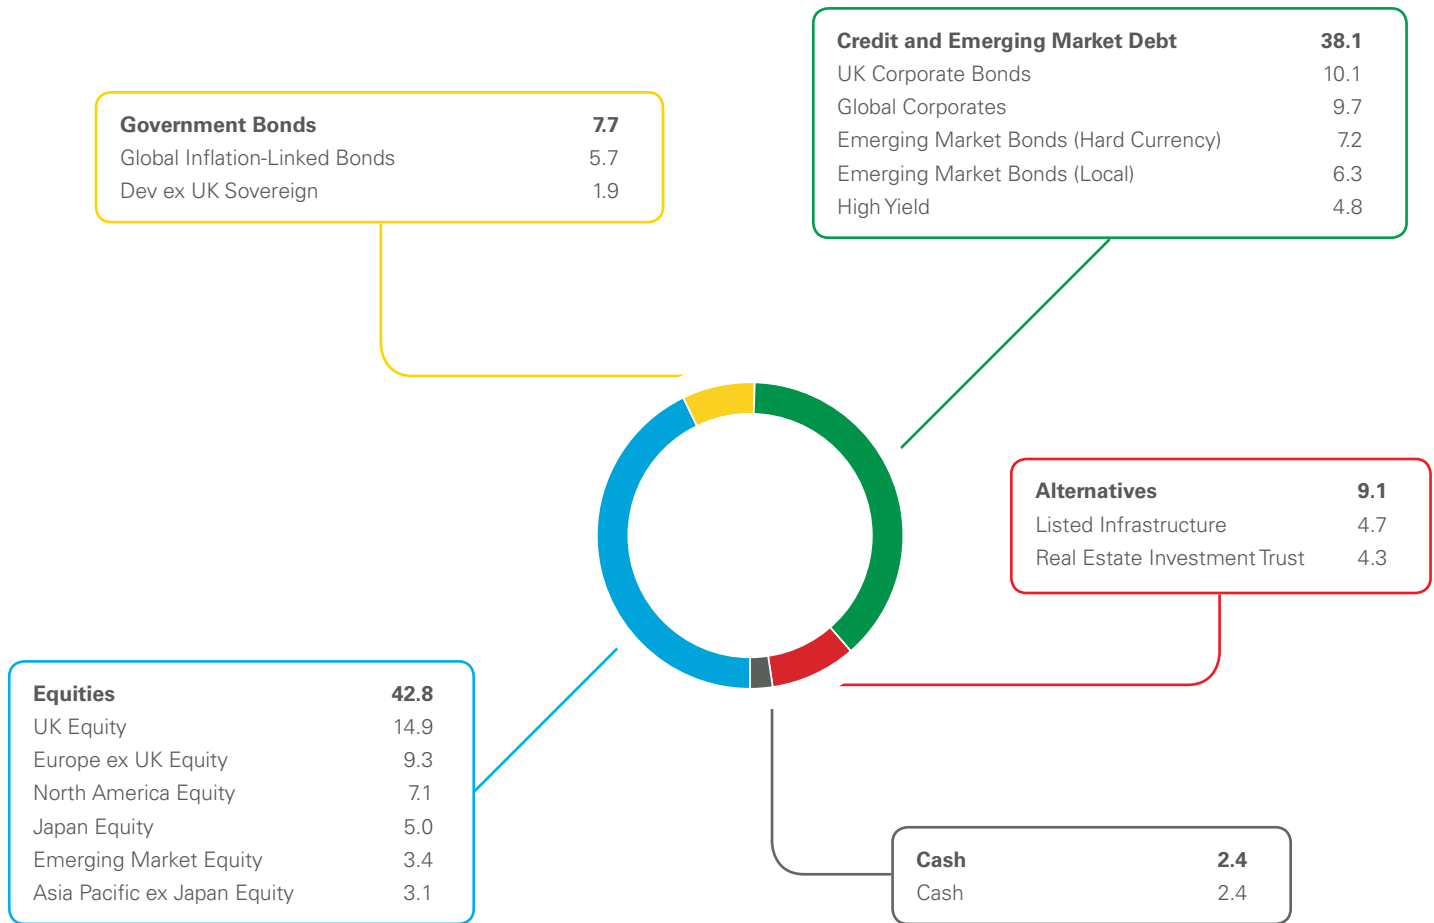 Credit and Emerging Market Debt 38.1
UK Corporate Bonds 10.1
Global Corporates 9.7
Emerging Market Bonds (Hard Currency) 7.2
Emerging Market Bonds (Local) 6.3
High Yield 4.8
Government Bonds 7.7
Global Inflation-Linked Bonds 5.7
Dev ex UK Sovereign 1.9
Alternatives 9.1
Listed Infrastructure 4.7
Real Estate Investment Trust 4.3
Equities 42.8
UK Equity 14.9
Europe ex UK Equity 9.3
North America Equity 7.1
Japan Equity 5.0
Emerging Market Equity 3.4
Asia Pacific ex Japan Equity 3.1
Cash 2.4
Cash 2.4